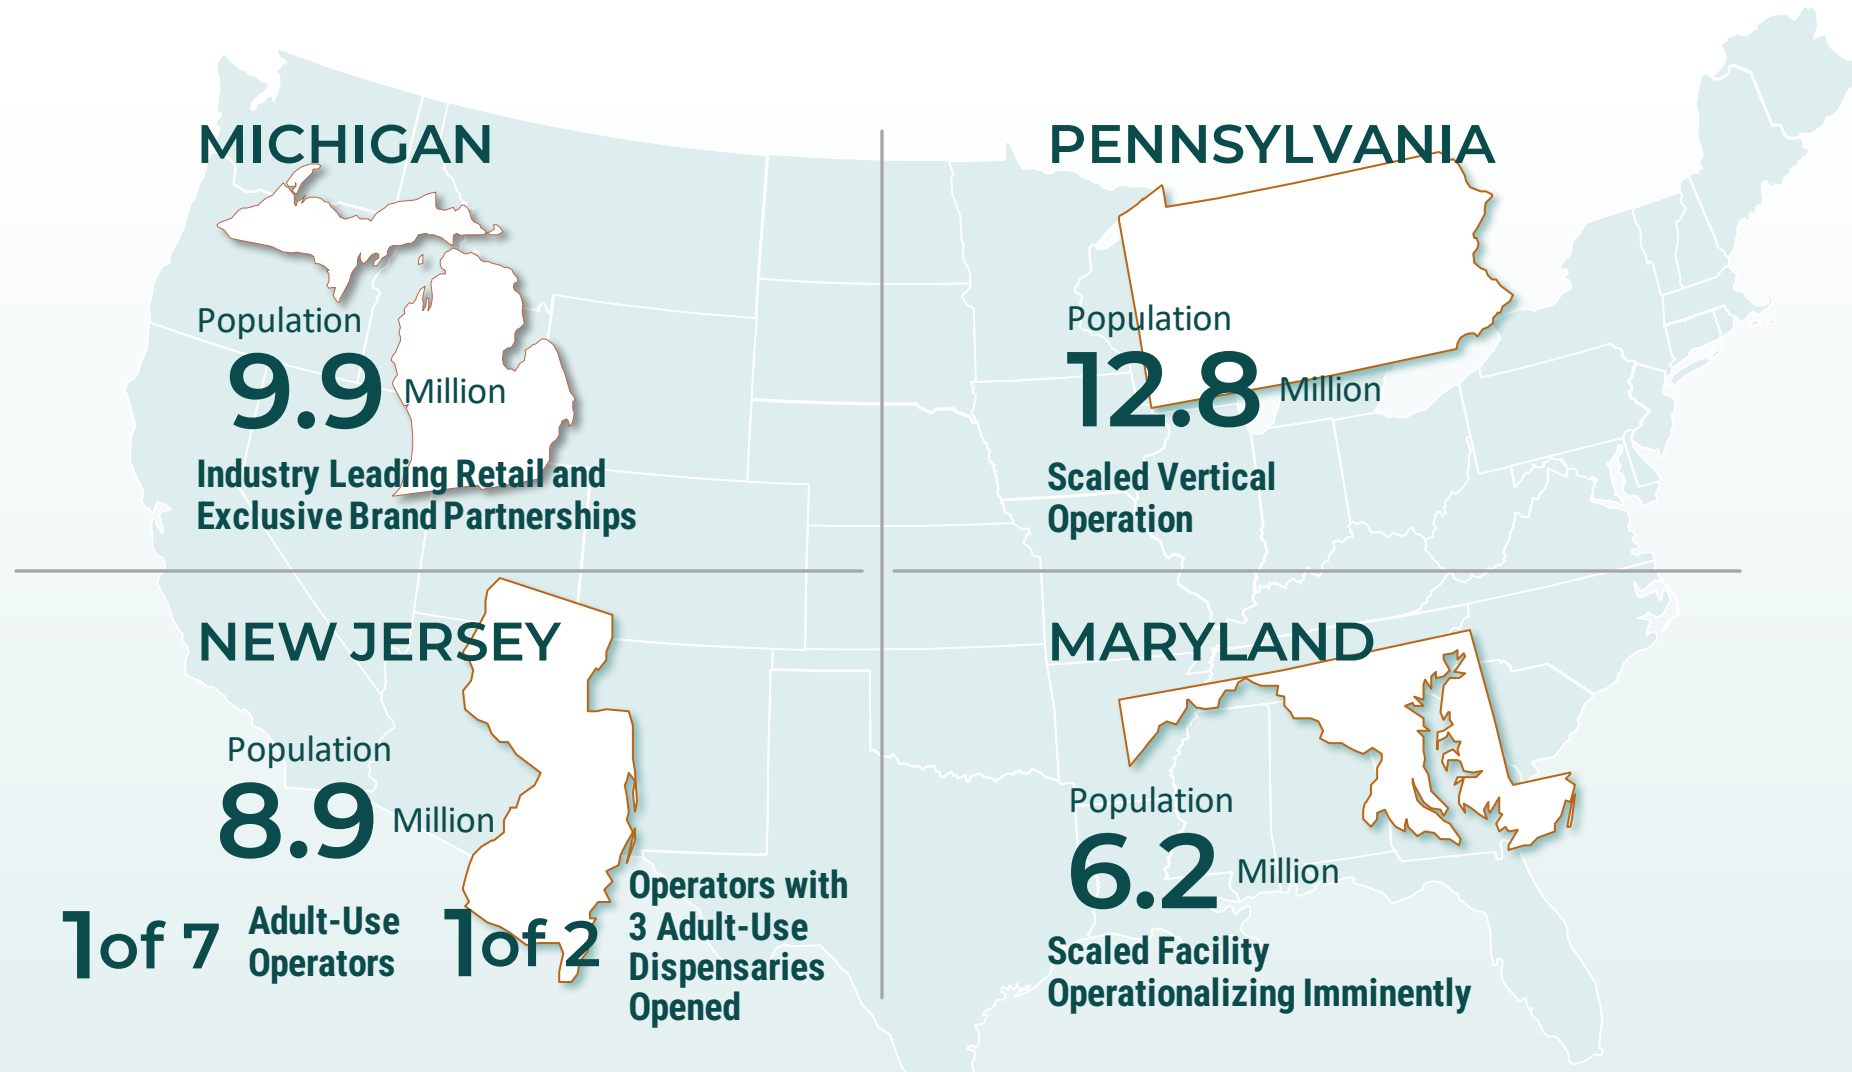 MICHIGAN
Population
9.9 Million
Industry Leading Retail and
Exclusive Brand Partnerships
PENNSYLVANIA
Population
12.8 Million
Scaled Vertical
Operation
NEW JERSEY
Population
8.9 Million
1 of 7
Adult-Use
Operators
1 of 2
Operators with
3 Adult-Use
Dispensaries
Opened
MARYLAND
Population
6.2 Million
Scaled Facility
Operationalizing Imminently